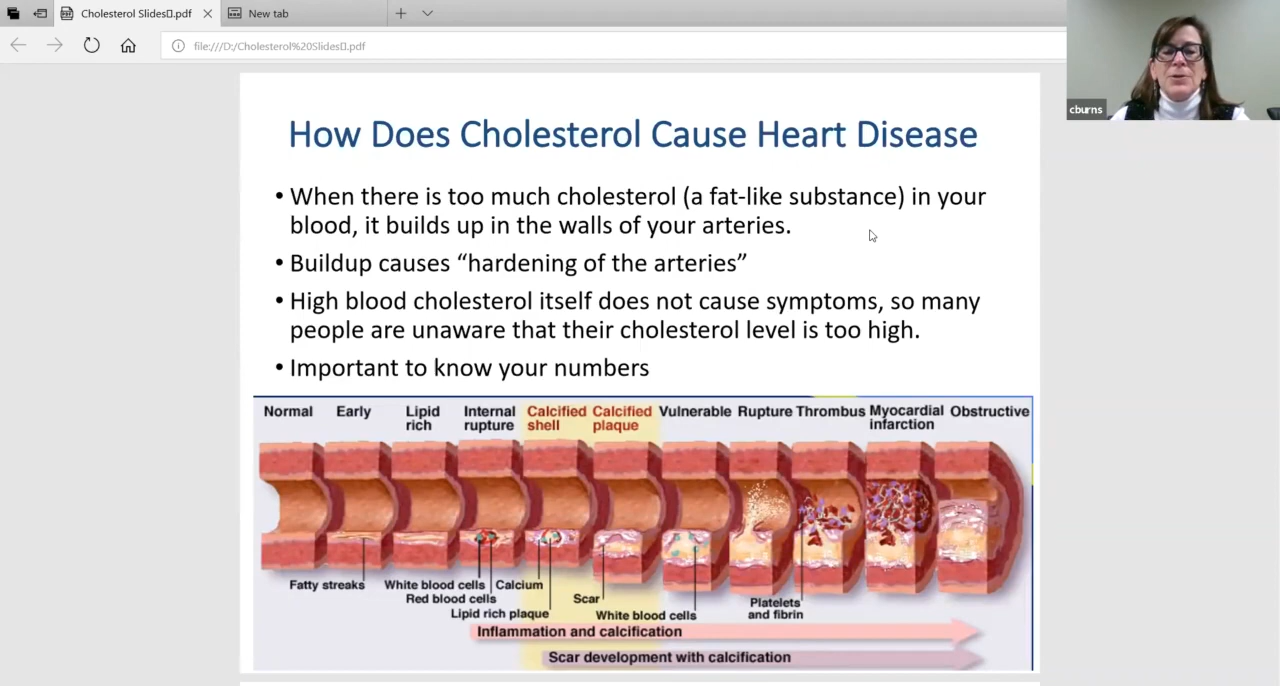 Cholesterol Slides▯.pdf
New tab
file:///D:/Cholesterol%20Slides▯.pdf
cburns
How Does Cholesterol Cause Heart Disease
• When there is too much cholesterol (a fat-like substance) in your
blood, it builds up in the walls of your arteries.
• Buildup causes “hardening of the arteries”
• High blood cholesterol itself does not cause symptoms, so many
people are unaware that their cholesterol level is too high.
• Important to know your numbers
Normal Early Lipid Internal Calcified Calcified Vulnerable Rupture Thrombus Myocardial Obstructive
rich rupture shell plaque infarction
Fatty streaks White blood cells Calcium
Red blood cells Scar Platelets
Lipid rich plaque White blood cells and fibrin
Inflammation and calcification
Scar development with calcification